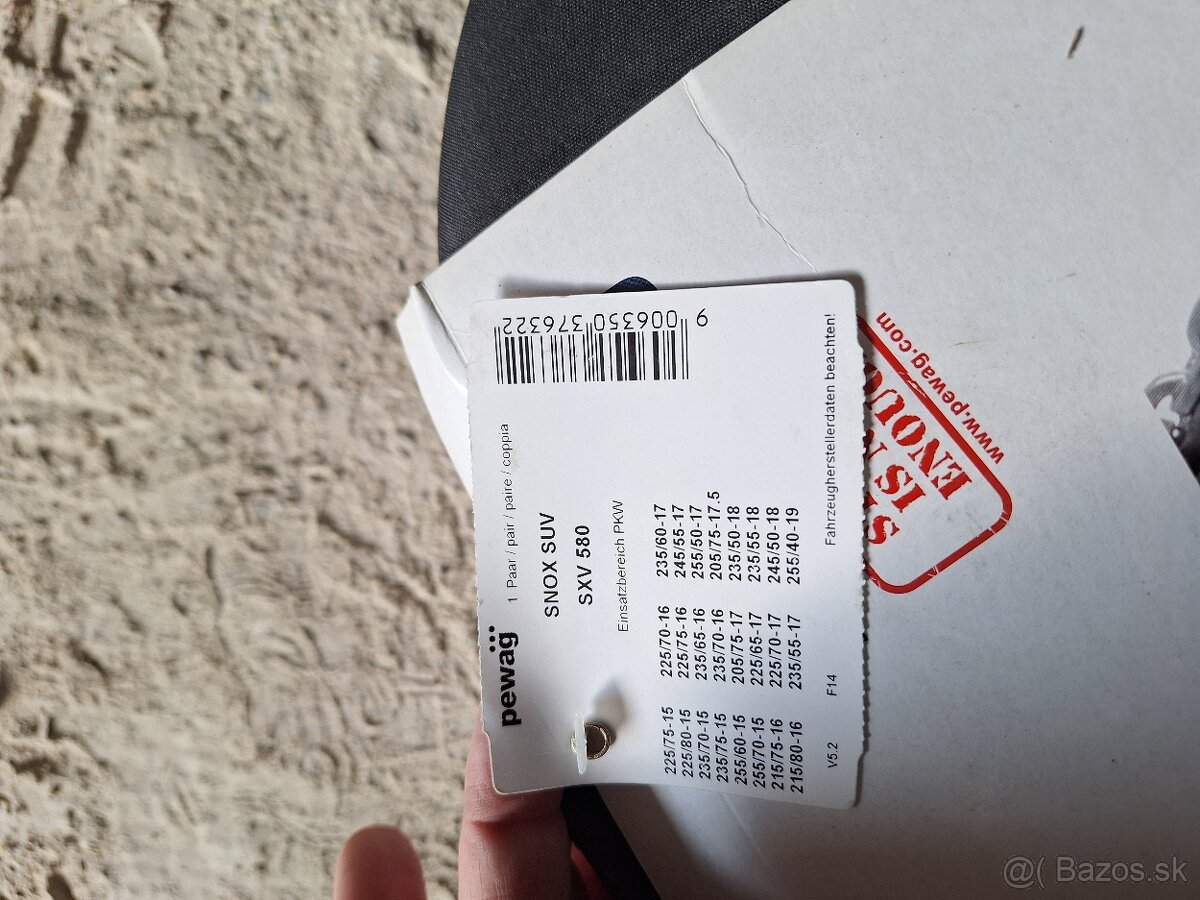 pewag
1 Paar / pair / paire / coppia
SNOX SUV
SXV 580
Einsatzbereich PKW
225/75-15 225/70-16 235/60-17
225/80-15 225/75-16 245/55-17
235/70-15 235/65-16 255/50-17
235/75-15 235/70-16 205/75-17.5
255/60-15 205/75-17 235/50-18
255/70-15 225/65-17 235/55-18
215/75-16 225/70-17 245/50-18
215/80-16 235/55-17 255/40-19
V5.2 F14 Fahrzeugherstellerdaten beachten!
9 006350 376322
IS
www.pewag.com
@( Bazos.sk